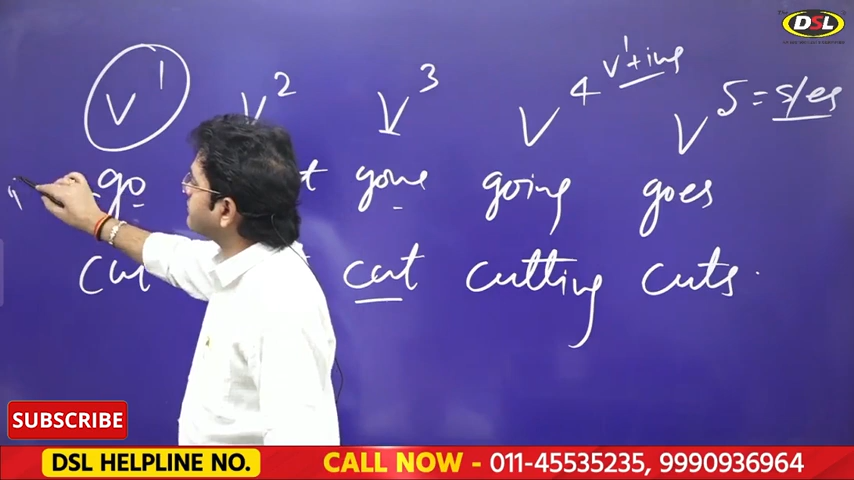 DSL
V1 V2 V3 V4 V1+ing V5 = s/es
go gone going goes
cut cut cutting cuts
SUBSCRIBE
DSL HELPLINE NO. CALL NOW - 011-45535235, 9990936964